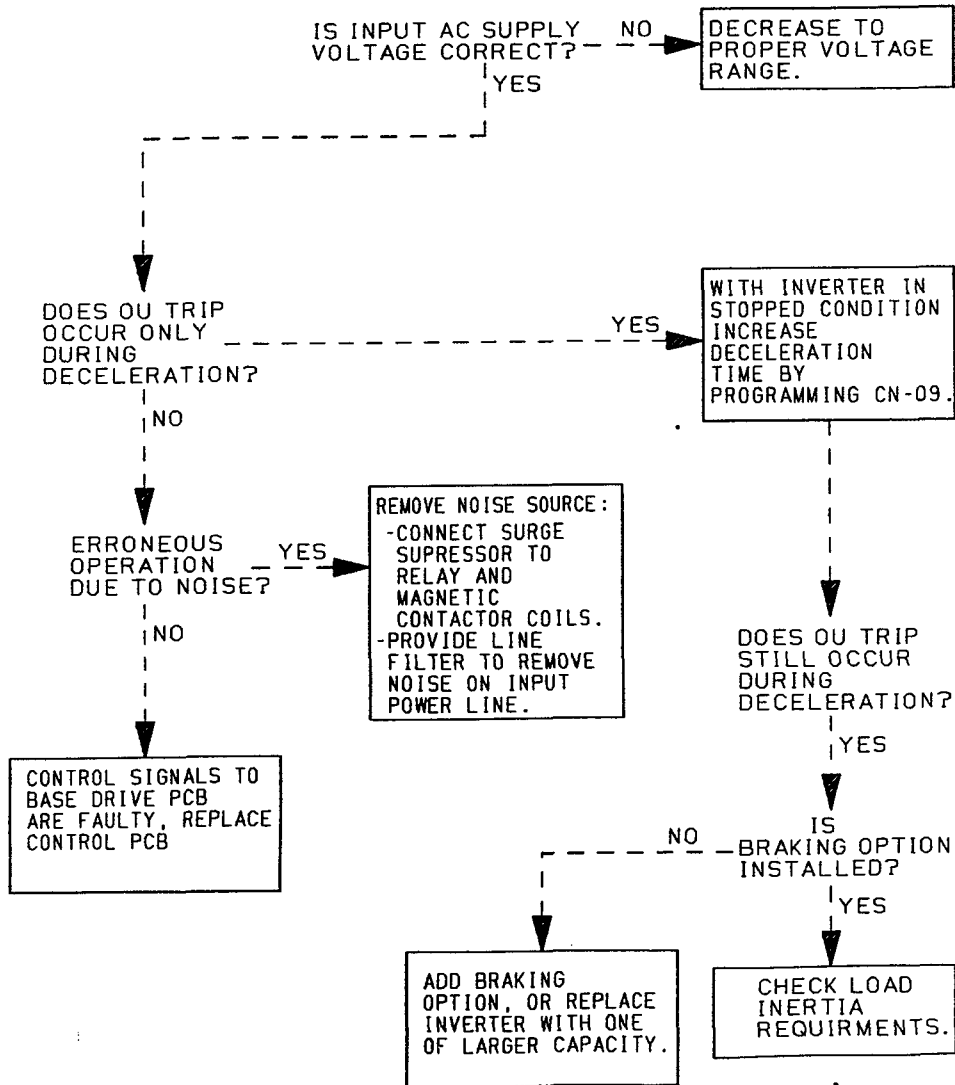 IS INPUT AC SUPPLY
VOLTAGE CORRECT?
NO
DECREASE TO
PROPER VOLTAGE
RANGE.
YES
DOES OU TRIP
OCCUR ONLY
DURING
DECELERATION?
YES
WITH INVERTER IN
STOPPED CONDITION
INCREASE
DECELERATION
TIME BY
PROGRAMMING CN-09.
NO
ERRONEOUS
OPERATION
DUE TO NOISE?
YES
REMOVE NOISE SOURCE:
-CONNECT SURGE
SUPRESSOR TO
RELAY AND
MAGNETIC
CONTACTOR COILS.
-PROVIDE LINE
FILTER TO REMOVE
NOISE ON INPUT
POWER LINE.
NO
CONTROL SIGNALS TO
BASE DRIVE PCB
ARE FAULTY, REPLACE
CONTROL PCB
DOES OU TRIP
STILL OCCUR
DURING
DECELERATION?
YES
IS
BRAKING OPTION
INSTALLED?
NO
YES
ADD BRAKING
OPTION, OR REPLACE
INVERTER WITH ONE
OF LARGER CAPACITY.
CHECK LOAD
INERTIA
REQUIRMENTS.